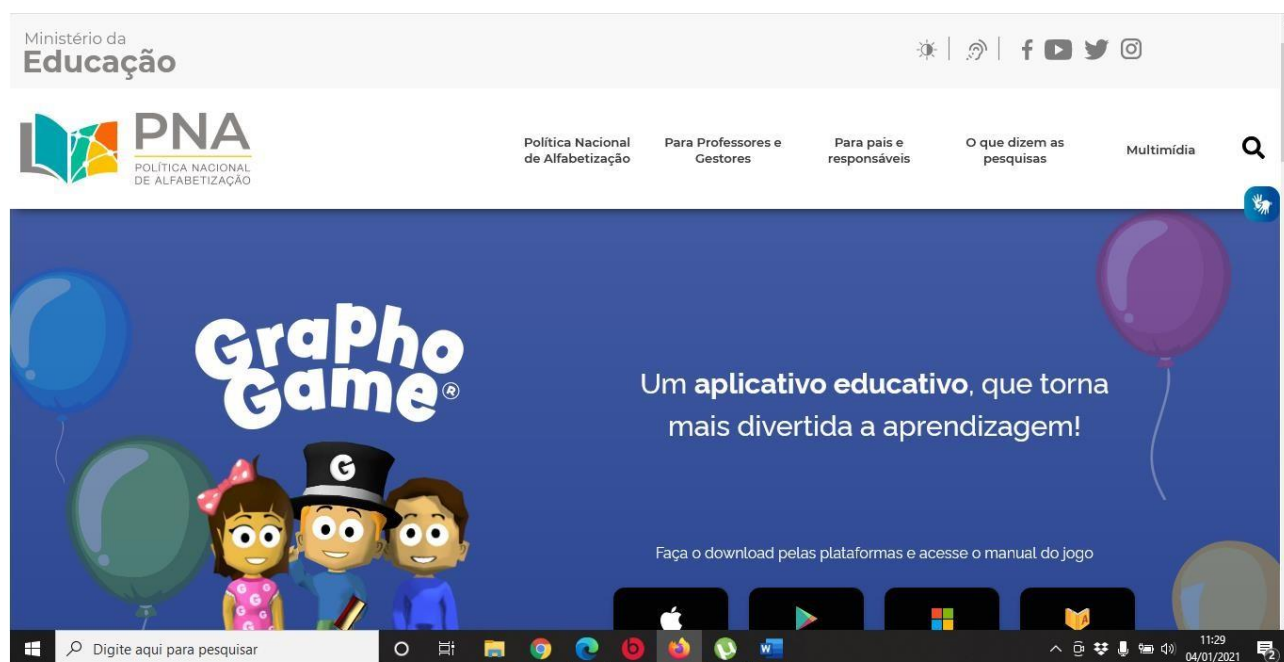 Ministério da
Educação
PNA
POLÍTICA NACIONAL
DE ALFABETIZAÇÃO
Política Nacional
de Alfabetização
Para Professores e
Gestores
Para pais e
responsáveis
O que dizem as
pesquisas
Multimídia
Grapho
Game®
G
Um aplicativo educativo, que torna
mais divertida a aprendizagem!
Faça o download pelas plataformas e acesse o manual do jogo
Digite aqui para pesquisar
11:29
04/01/2021
2